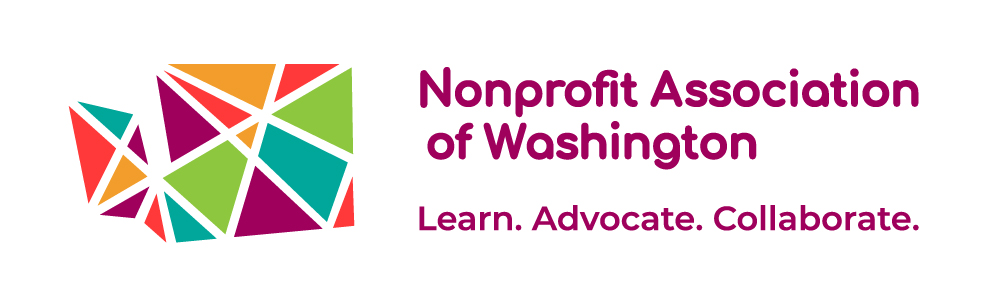 Nonprofit Association
of Washington
Learn. Advocate. Collaborate.